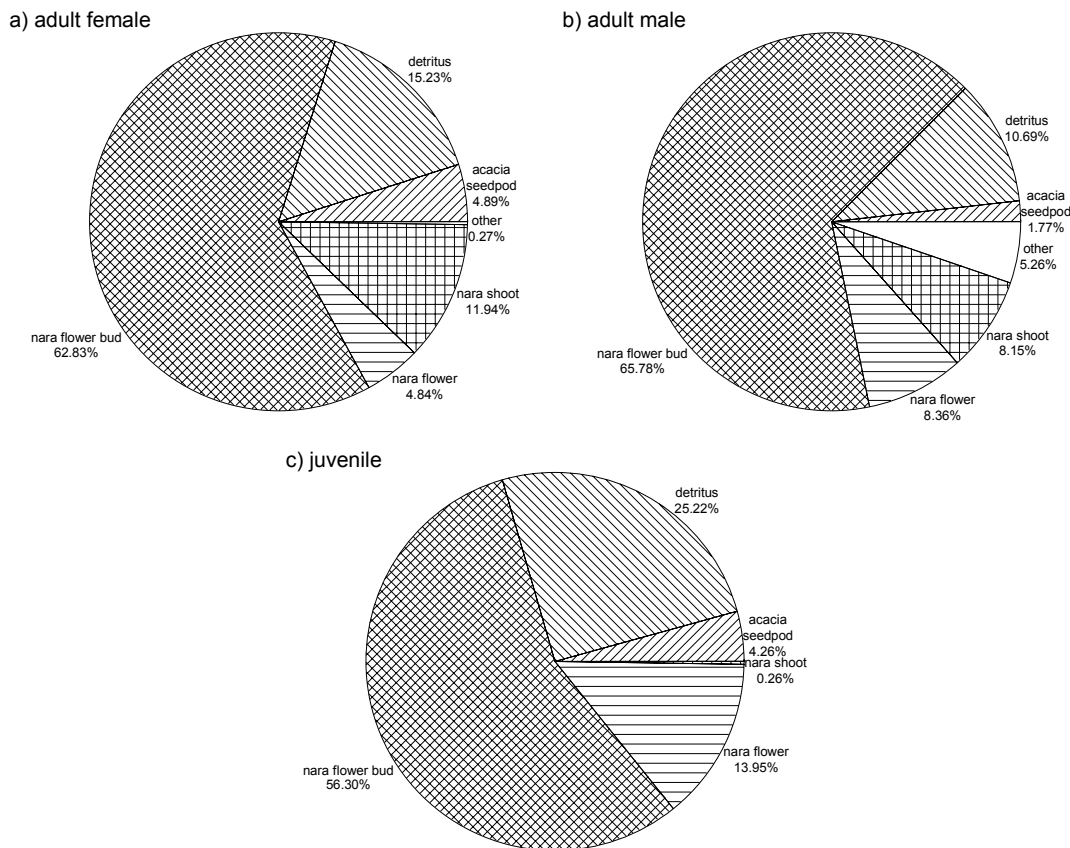 a) adult female
detritus
15.23%
acacia
seedpod
4.89%
other
0.27%
nara shoot
11.94%
nara flower
4.84%
nara flower bud
62.83%
b) adult male
detritus
10.69%
acacia
seedpod
1.77%
other
5.26%
nara shoot
8.15%
nara flower
8.36%
nara flower bud
65.78%
c) juvenile
detritus
25.22%
acacia
seedpod
4.26%
nara shoot
0.26%
nara flower
13.95%
nara flower bud
56.30%